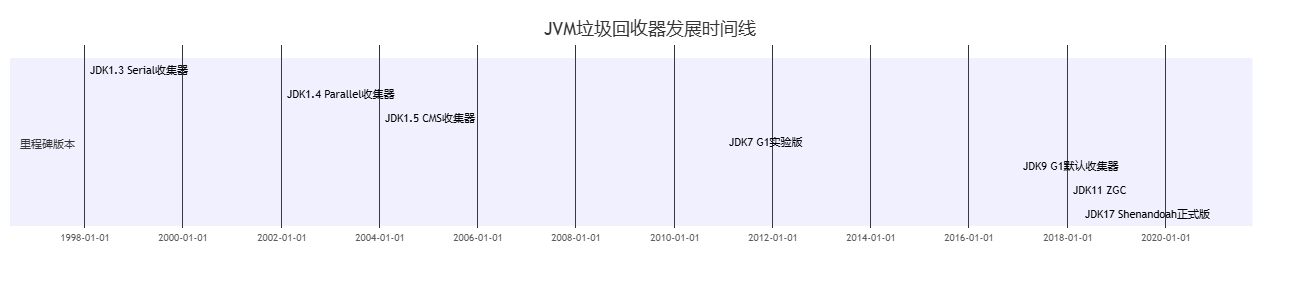 JVM垃圾回收器发展时间线
JDK1.3 Serial收集器
JDK1.4 Parallel收集器
JDK1.5 CMS收集器
里程碑版本
JDK7 G1实验版
JDK9 G1默认收集器
JDK11 ZGC
JDK17 Shenandoah正式版
1998-01-01
2000-01-01
2002-01-01
2004-01-01
2006-01-01
2008-01-01
2010-01-01
2012-01-01
2014-01-01
2016-01-01
2018-01-01
2020-01-01